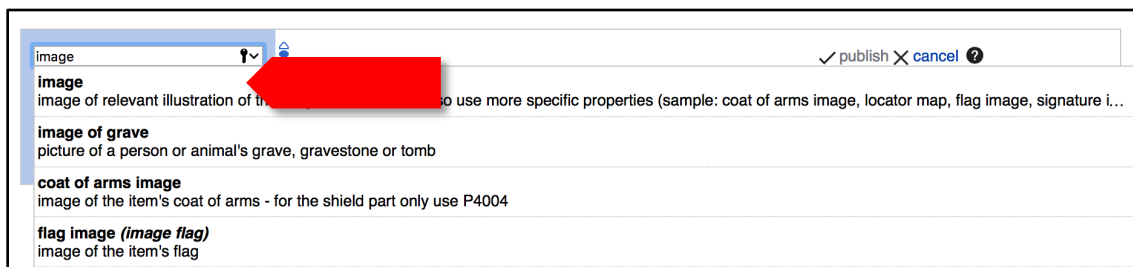 image publish cancel ?
image
image of relevant illustration of so use more specific properties (sample: coat of arms image, locator map, flag image, signature i...
image of grave
picture of a person or animal's grave, gravestone or tomb
coat of arms image
image of the item's coat of arms - for the shield part only use P4004
flag image (image flag)
image of the item's flag